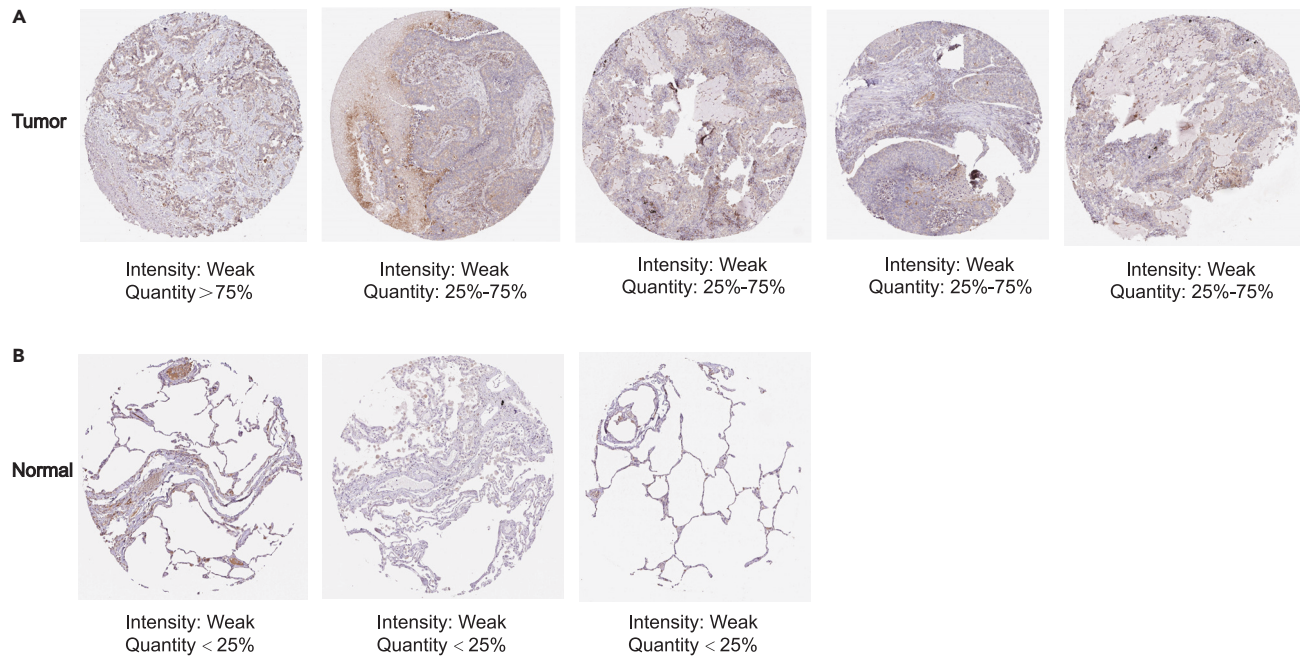 A
Tumor
Intensity: Weak
Quantity＞75%
Intensity: Weak
Quantity: 25%-75%
Intensity: Weak
Quantity: 25%-75%
Intensity: Weak
Quantity: 25%-75%
Intensity: Weak
Quantity: 25%-75%
B
Normal
Intensity: Weak
Quantity < 25%
Intensity: Weak
Quantity < 25%
Intensity: Weak
Quantity < 25%